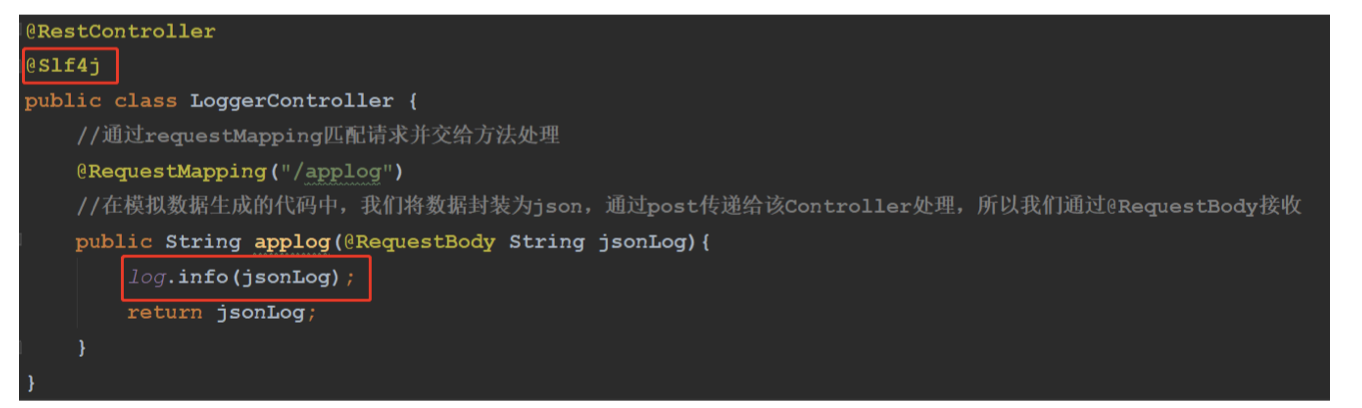 @RestController
@Slf4j
public class LoggerController {
//通过requestMapping匹配请求并交给方法处理
@RequestMapping("/applog")
//在模拟数据生成的代码中，我们将数据封装为json，通过post传递给该Controller处理，所以我们通过@RequestBody接收
public String applog(@RequestBody String jsonLog){
log.info(jsonLog);
return jsonLog;
}
}